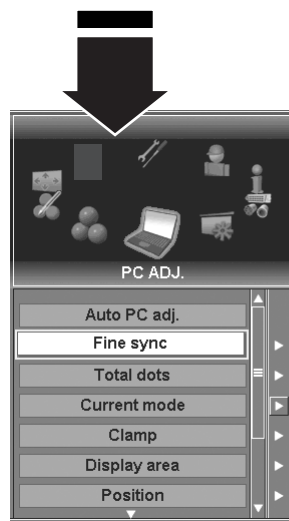 PC ADJ.
Auto PC adj.
Fine sync
Total dots
Current mode
Clamp
Display area
Position